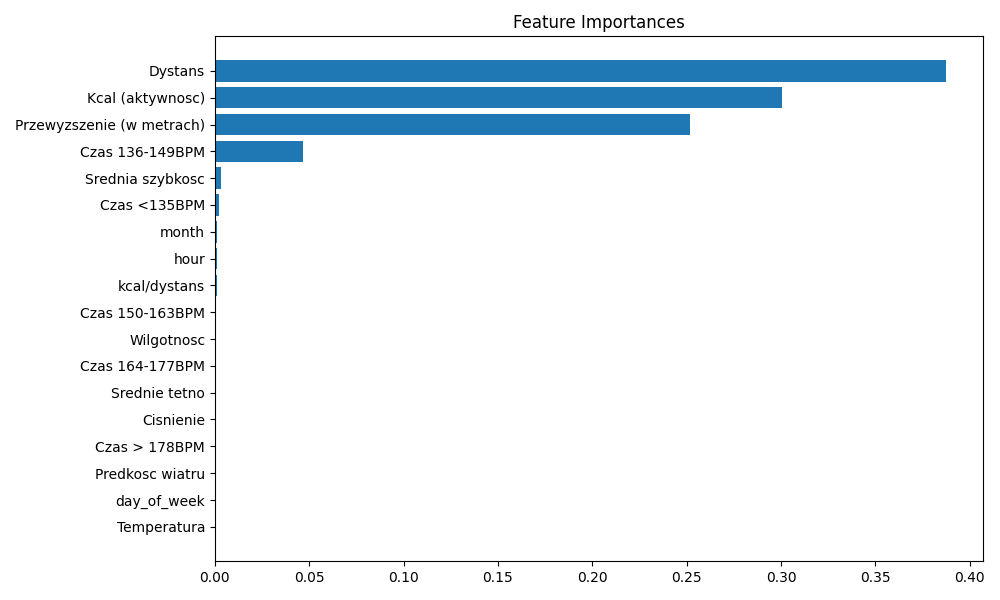 Feature Importances
Dystans
Kcal (aktywnosc)
Przewyzszenie (w metrach)
Czas 136-149BPM
Srednia szybkosc
Czas <135BPM
month
hour
kcal/dystans
Czas 150-163BPM
Wilgotnosc
Czas 164-177BPM
Srednie tetno
Cisnienie
Czas > 178BPM
Predkosc wiatru
day_of_week
Temperatura
0.00 0.05 0.10 0.15 0.20 0.25 0.30 0.35 0.40